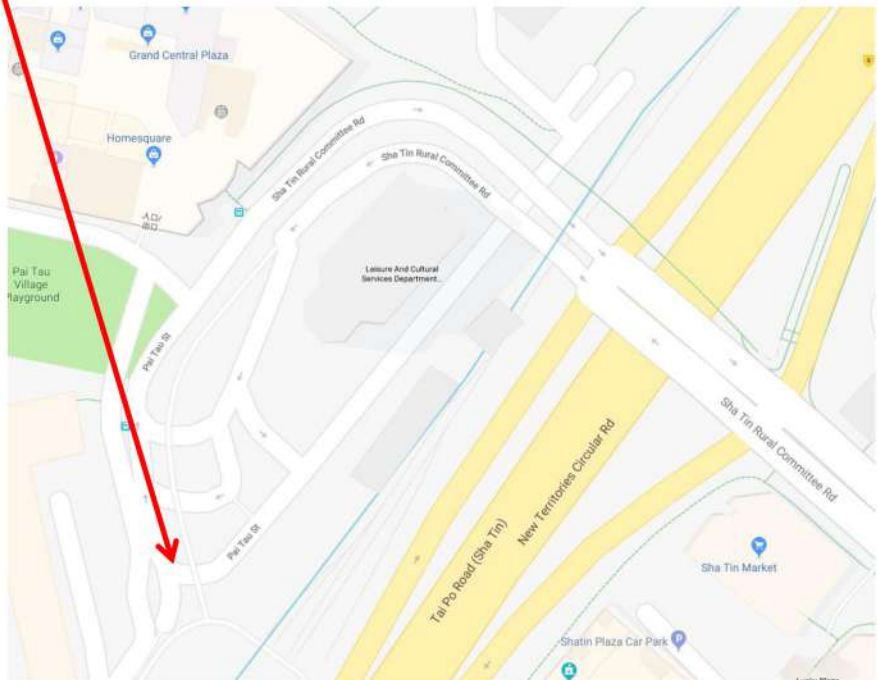 Grand Central Plaza
Homesquare
入口/
出口
Sha Tin Rural Committee Rd
Sha Tin Rural Committee Rd
Leisure And Cultural
Services Department...
Pai Tau
Village
Playground
Pai Tau St
Sha Tin Rural Committee Rd
New Territories Circular Rd
Tai Po Road (Sha Tin)
Pai Tau St
Sha Tin Market
Shatin Plaza Car Park
P